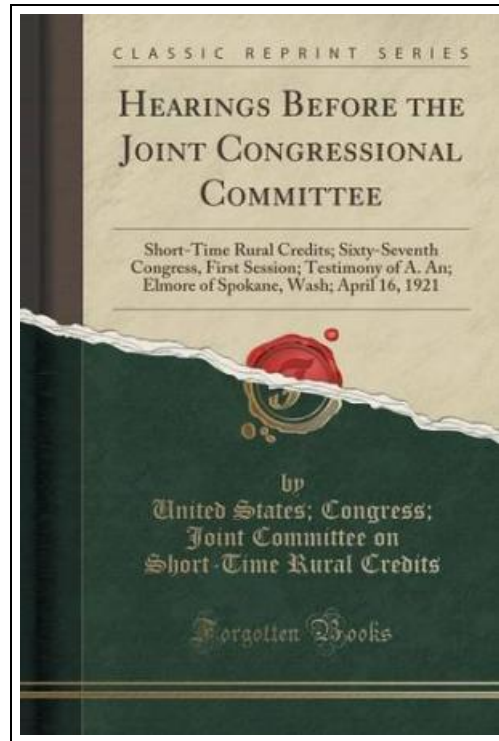 CLASSIC REPRINT SERIES
HEARINGS BEFORE THE
JOINT CONGRESSIONAL
COMMITTEE
Short-Time Rural Credits; Sixty-Seventh
Congress, First Session; Testimony of A. An;
Elmore of Spokane, Wash; April 16, 1921
by
United States; Congress;
Joint Committee on
Short-Time Rural Credits
Forgotten Books